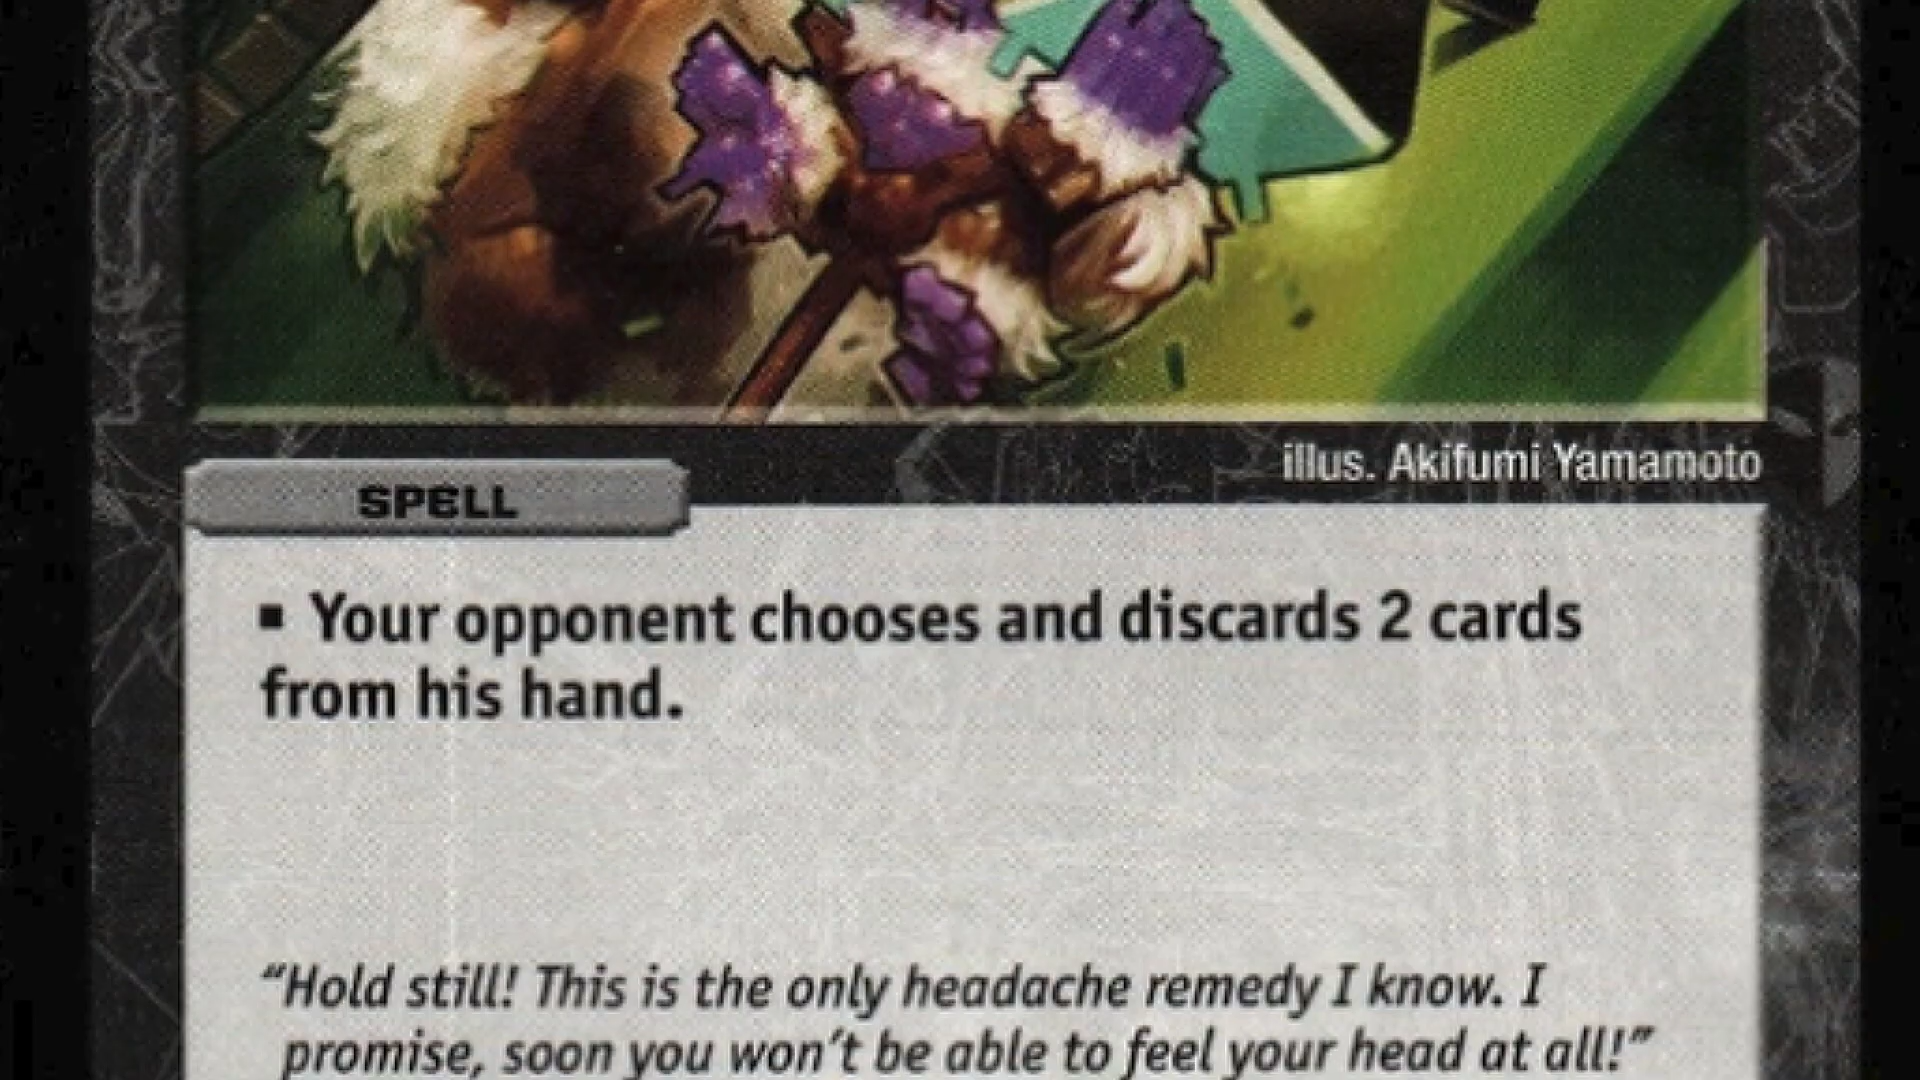 illus. Akifumi Yamamoto
SPELL
▪ Your opponent chooses and discards 2 cards
from his hand.
“Hold still! This is the only headache remedy I know. I
promise, soon you won’t be able to feel your head at all!”